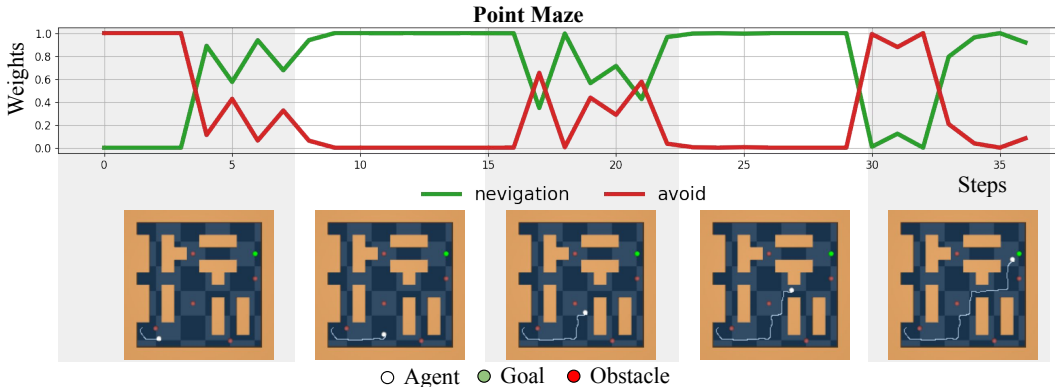 Point Maze
Weights
1.0
0.8
0.6
0.4
0.2
0.0
0 5 10 15 20 25 30 35
Steps
nevigation avoid
Agent Goal Obstacle